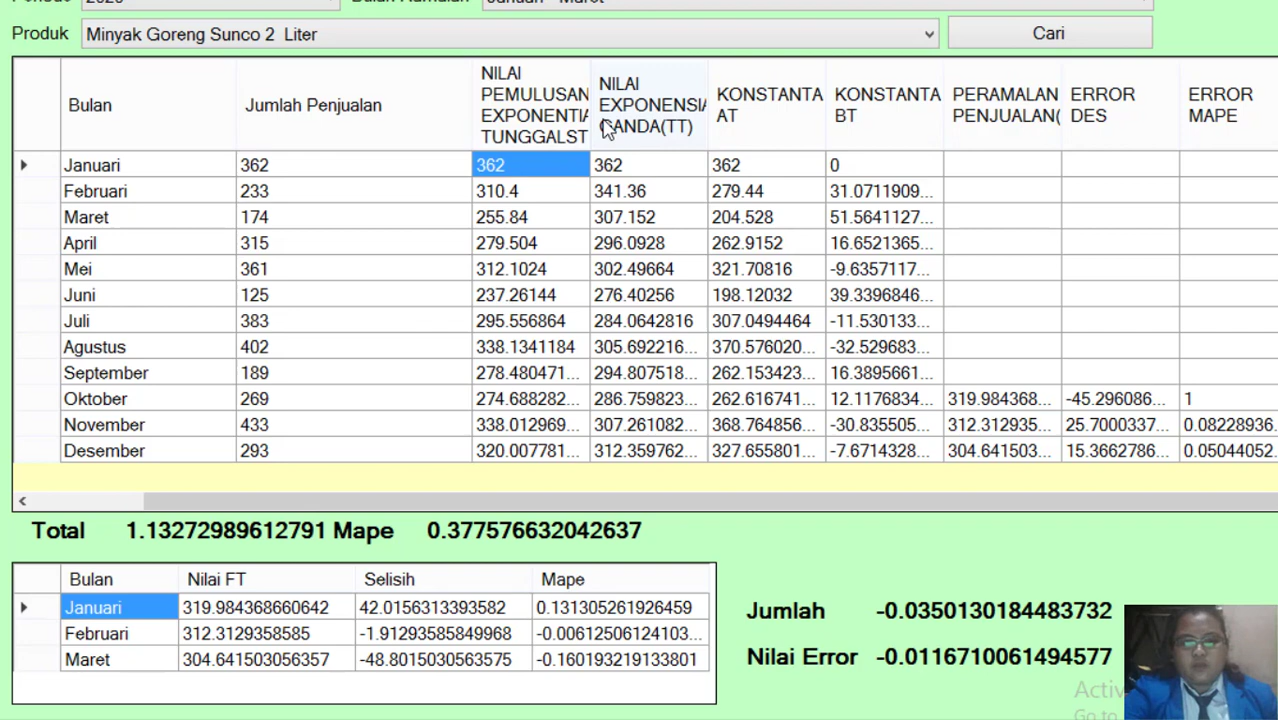 Produk Minyak Goreng Sunco 2 Liter Cari
Bulan Jumlah Penjualan NILAI PEMULUSAN EXPONENTIA TUNGGALST NILAI EXPONENSIA GANDA(TT) KONSTANTA AT KONSTANTA BT PERAMALAN PENJUALAN( ERROR DES ERROR MAPE
Januari 362 362 362 362 0
Februari 233 310.4 341.36 279.44 31.0711909...
Maret 174 255.84 307.152 204.528 51.5641127...
April 315 279.504 296.0928 262.9152 16.6521365...
Mei 361 312.1024 302.49664 321.70816 -9.6357117...
Juni 125 237.26144 276.40256 198.12032 39.3396846...
Juli 383 295.556864 284.0642816 307.0494464 -11.530133...
Agustus 402 338.1341184 305.692216... 370.576020... -32.529683...
September 189 278.480471... 294.807518... 262.153423... 16.3895661...
Oktober 269 274.688282... 286.759823... 262.616741... 12.1176834... 319.984368... -45.296086... 1
November 433 338.012969... 307.261082... 368.764856... -30.835505... 312.312935... 25.7000337... 0.08228936...
Desember 293 320.007781... 312.359762... 327.655801... -7.6714328... 304.641503... 15.3662786... 0.05044052...
Total 1.13272989612791 Mape 0.377576632042637
Bulan Nilai FT Selisih Mape
Januari 319.984368660642 42.0156313393582 0.131305261926459
Februari 312.3129358585 -1.91293585849968 -0.00612506124103...
Maret 304.641503056357 -48.8015030563575 -0.160193219133801
Jumlah -0.0350130184483732
Nilai Error -0.0116710061494577
Activ
Go to